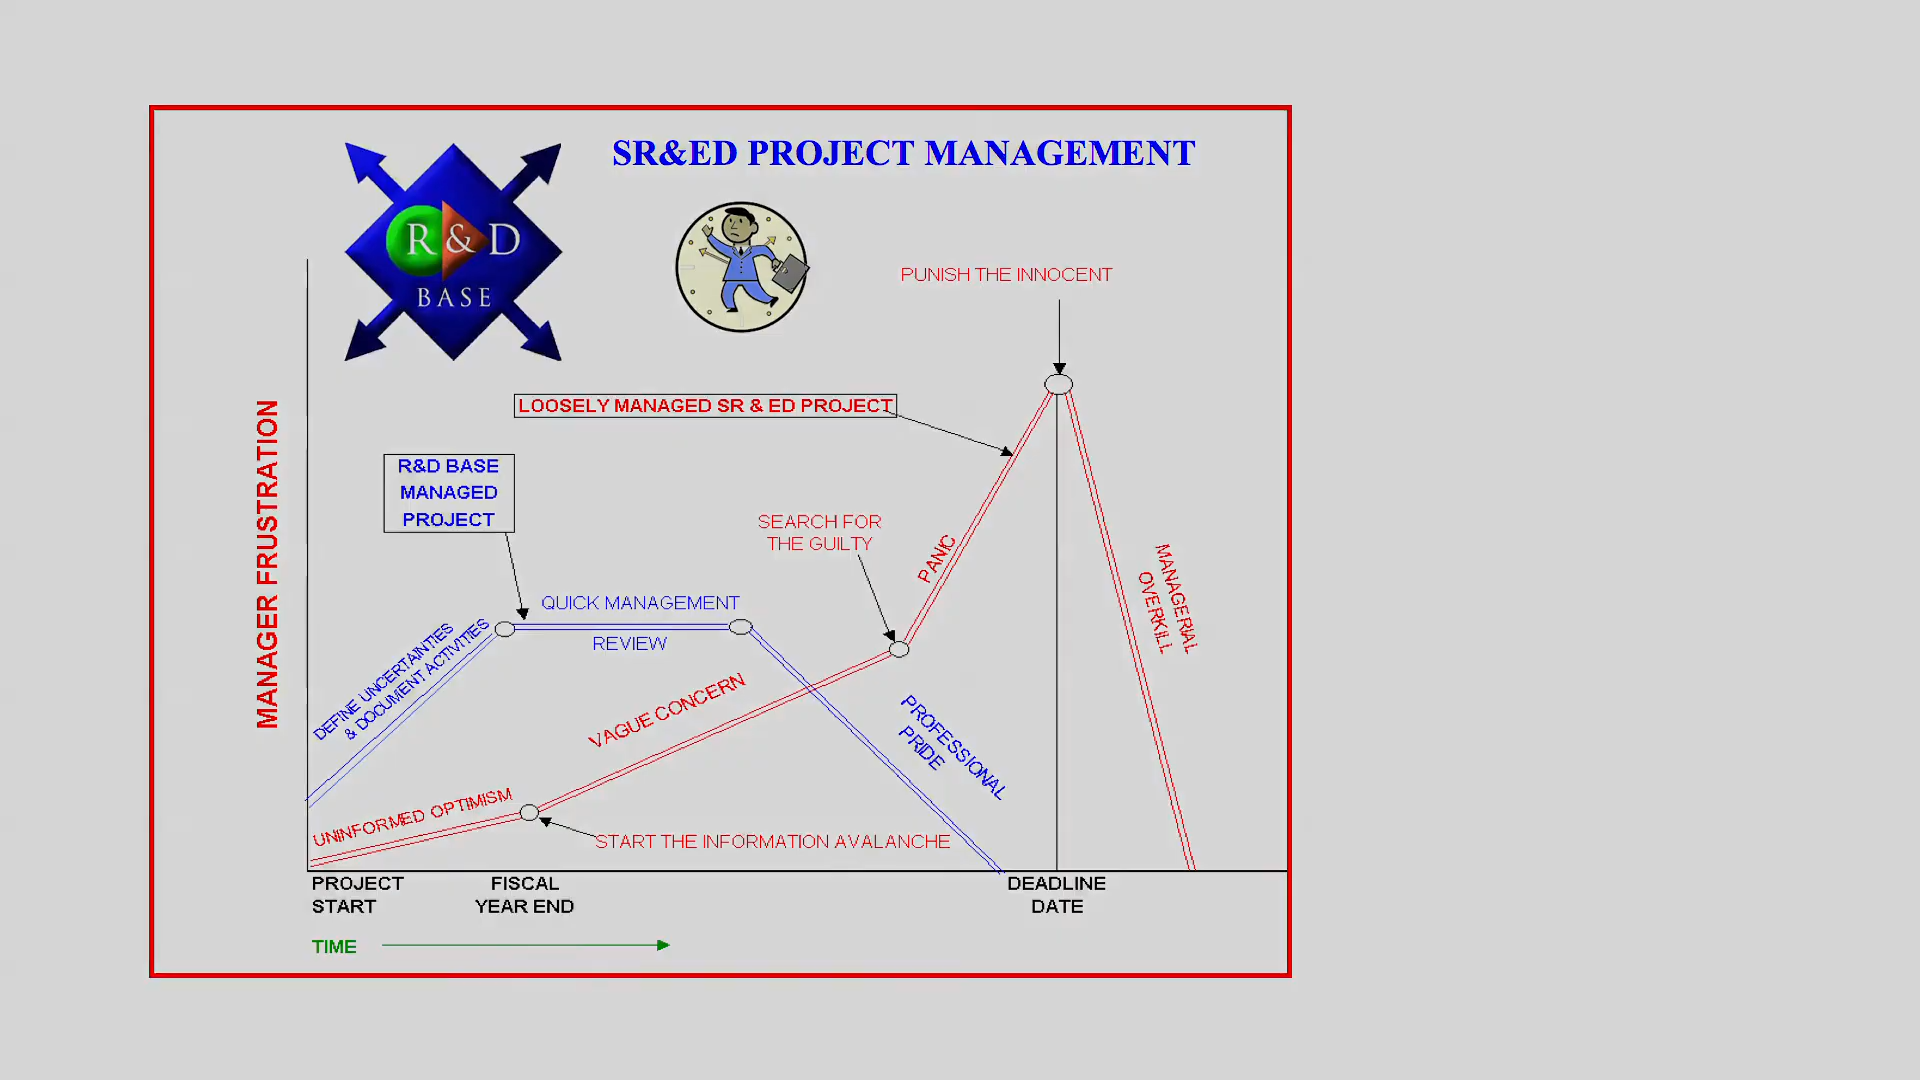 SR&ED PROJECT MANAGEMENT
R & D
BASE
PUNISH THE INNOCENT
LOOSELY MANAGED SR & ED PROJECT
R&D BASE
MANAGED
PROJECT
MANAGER FRUSTRATION
SEARCH FOR
THE GUILTY
PANIC
MANAGERIAL
OVERKILL
QUICK MANAGEMENT
REVIEW
DEFINE UNCERTAINTIES
& DOCUMENT ACTIVITIES
VAGUE CONCERN
PROFESSIONAL
PRIDE
UNINFORMED OPTIMISM
START THE INFORMATION AVALANCHE
PROJECT
START
FISCAL
YEAR END
DEADLINE
DATE
TIME